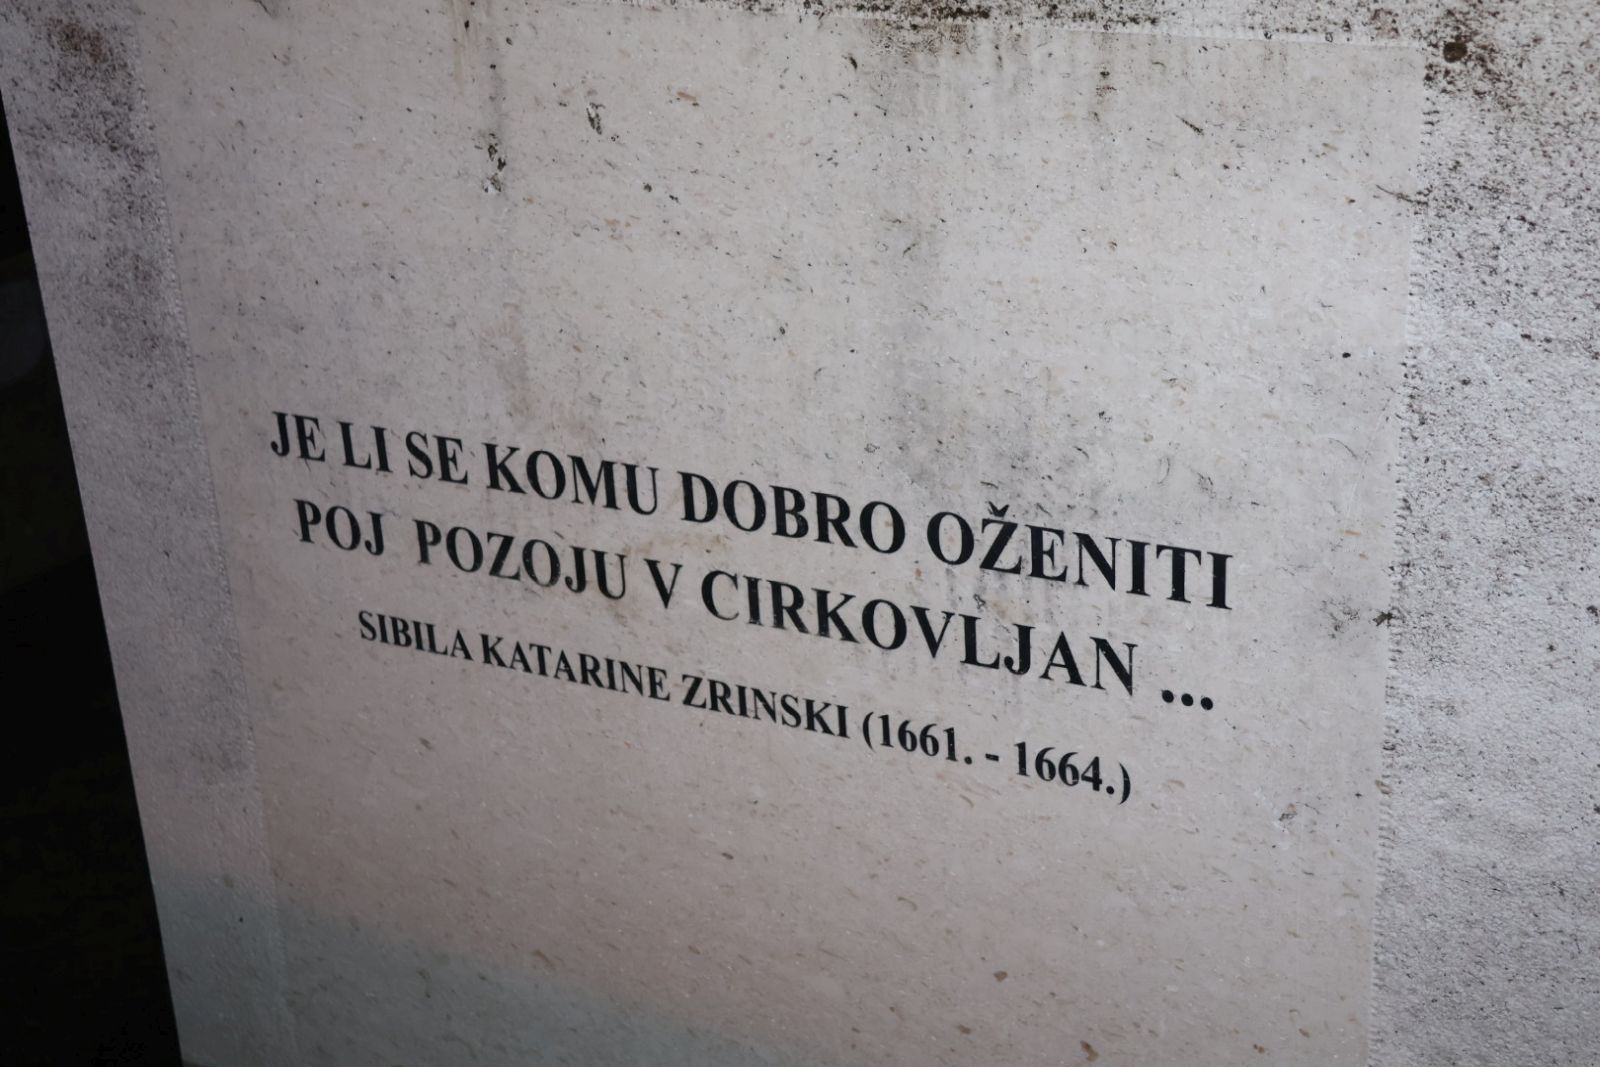 JE LI SE KOMU DOBRO OŽENITI
POJ POZOJU V CIRKOVLJAN ...
SIBILA KATARINE ZRINSKI (1661. - 1664.)